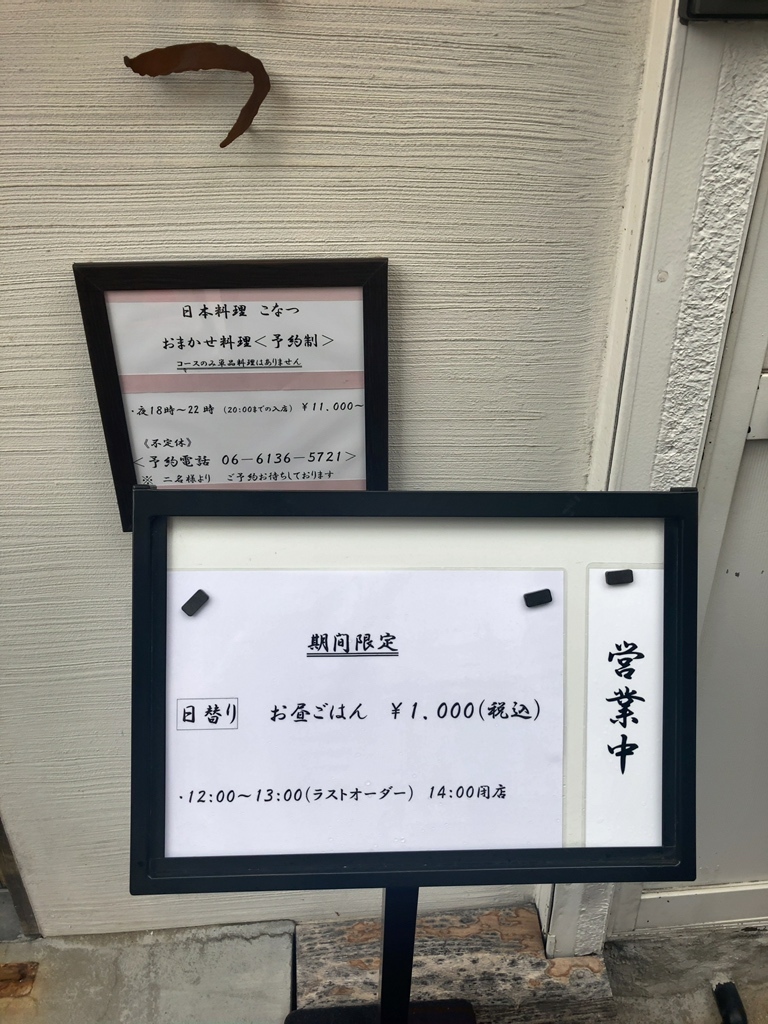 つ
日本料理 こなつ
おまかせ料理<予約制>
コースのみ単品料理はありません
・夜18時～22時 (20:00までの入店) ￥11.000～
《不定休》
<予約電話 06－6136－5721>
※ 二名様より ご予約お待ちしております
期間限定
日替り お昼ごはん ￥1.000(税込)
・12:00～13:00(ラストオーダー) 14:00閉店
営業中